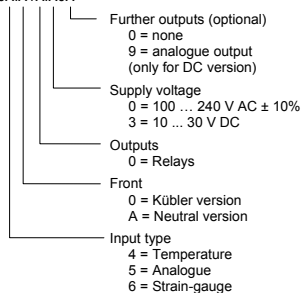 Further outputs (optional)
0 = none
9 = analogue output
(only for DC version)
Supply voltage
0 = 100 … 240 V AC ± 10%
3 = 10 ... 30 V DC
Outputs
0 = Relays
Front
0 = Kübler version
A = Neutral version
Input type
4 = Temperature
5 = Analogue
6 = Strain-gauge